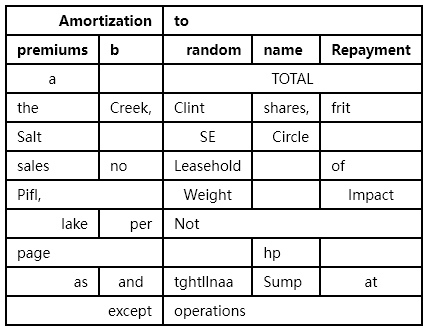 Amortization to
premiums b random name Repayment
a TOTAL
the Creek, Clint shares, frit
Salt SE Circle
sales no Leasehold of
Pifl, Weight Impact
lake per Not
page hp
as and tghtllnaa Sump at
except operations